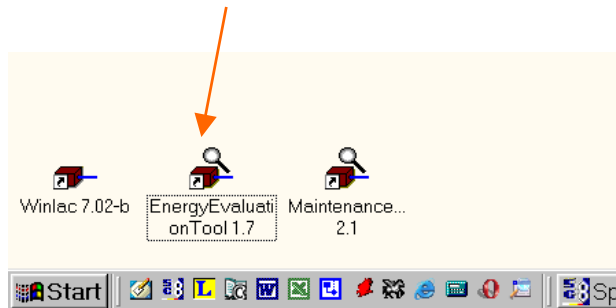 Winlac 7.02-b
EnergyEvaluati
onTool 1.7
Maintenance...
2.1
Start
L
W
X
Sp